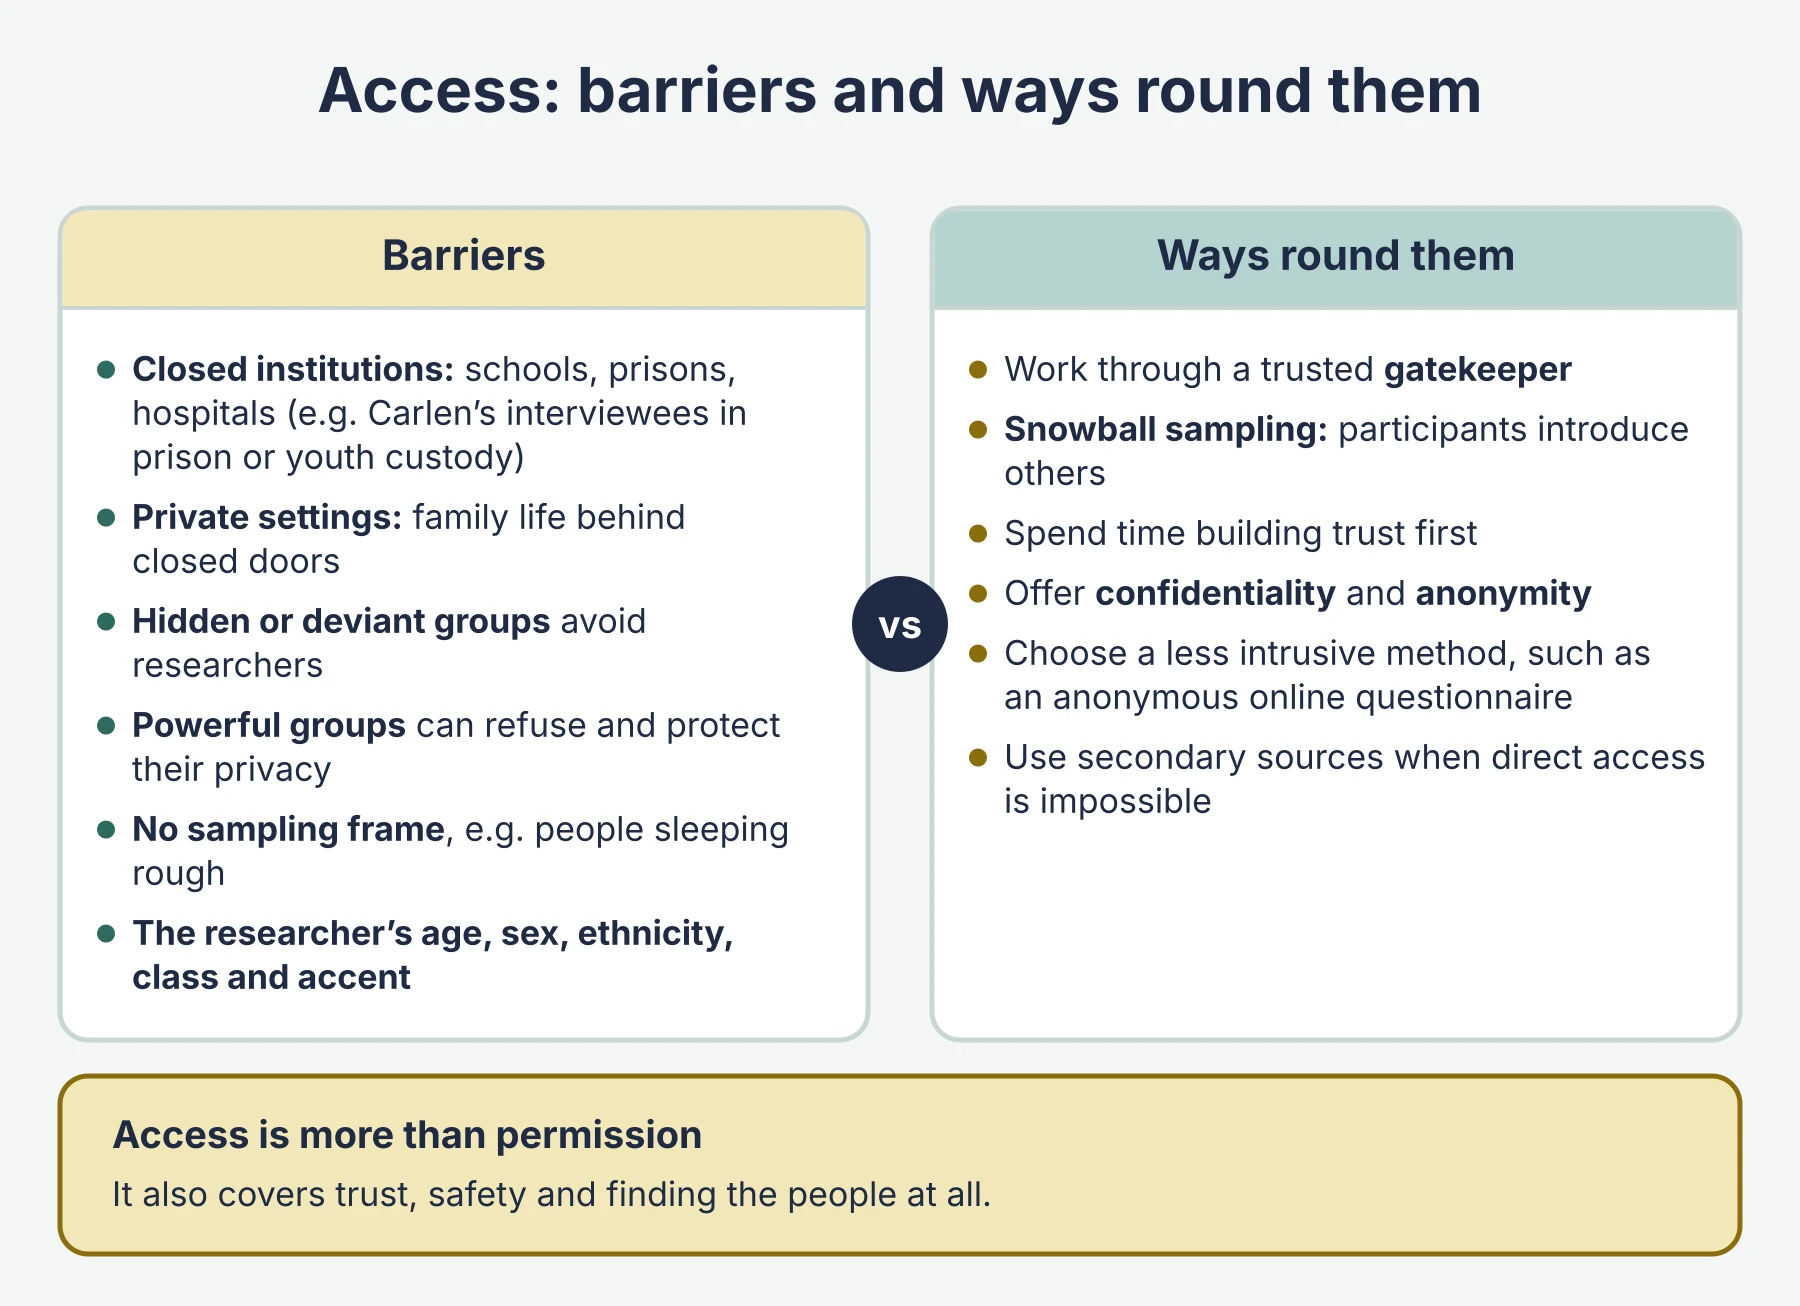 Access: barriers and ways round them
Barriers
Closed institutions: schools, prisons,
hospitals (e.g. Carlen’s interviewees in
prison or youth custody)
Private settings: family life behind
closed doors
Hidden or deviant groups avoid
researchers
Powerful groups can refuse and protect
their privacy
No sampling frame, e.g. people sleeping
rough
The researcher’s age, sex, ethnicity,
class and accent
vs
Ways round them
Work through a trusted gatekeeper
Snowball sampling: participants introduce
others
Spend time building trust first
Offer confidentiality and anonymity
Choose a less intrusive method, such as
an anonymous online questionnaire
Use secondary sources when direct access
is impossible
Access is more than permission
It also covers trust, safety and finding the people at all.